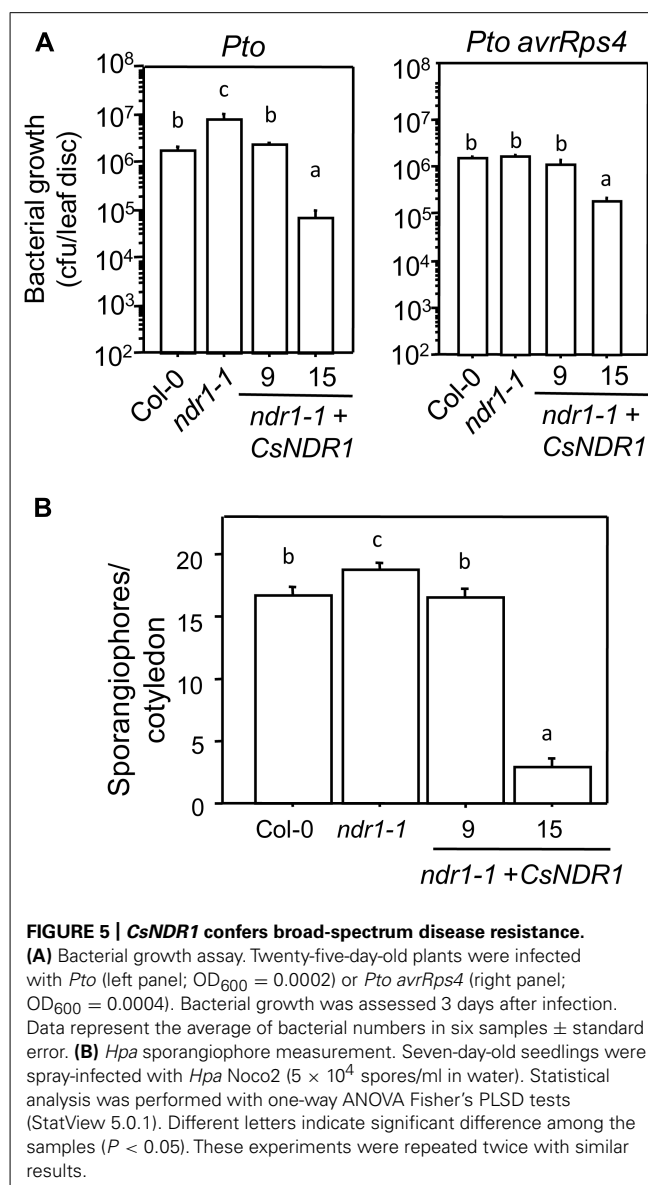 A
Pto
Pto avrRps4
Bacterial growth
(cfu/leaf disc)
10⁸
10⁷
10⁶
10⁵
10⁴
10³
10²
b
c
b
a
Col-0
ndr1-1
9
15
ndr1-1 +
CsNDR1
10⁸
10⁷
10⁶
10⁵
10⁴
10³
10²
b
b
b
a
Col-0
ndr1-1
9
15
ndr1-1 +
CsNDR1
B
Sporangiophores/
cotyledon
20
15
10
5
0
b
c
b
a
Col-0
ndr1-1
9
15
ndr1-1 +CsNDR1
FIGURE 5 | CsNDR1 confers broad-spectrum disease resistance.
(A) Bacterial growth assay. Twenty-five-day-old plants were infected
with Pto (left panel; OD₆₀₀ = 0.0002) or Pto avrRps4 (right panel;
OD₆₀₀ = 0.0004). Bacterial growth was assessed 3 days after infection.
Data represent the average of bacterial numbers in six samples ± standard
error. (B) Hpa sporangiophore measurement. Seven-day-old seedlings were
spray-infected with Hpa Noco2 (5 × 10⁴ spores/ml in water). Statistical
analysis was performed with one-way ANOVA Fisher's PLSD tests
(StatView 5.0.1). Different letters indicate significant difference among the
samples (P < 0.05). These experiments were repeated twice with similar
results.